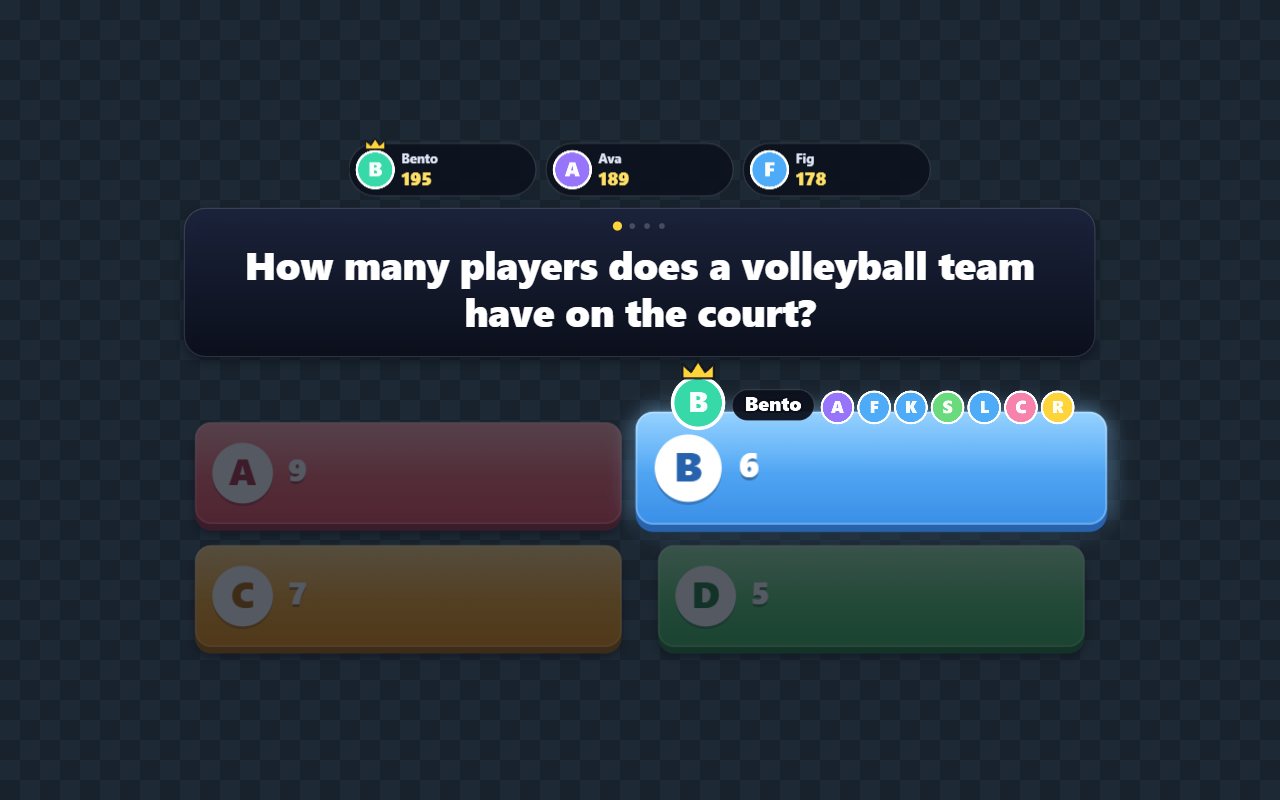 B Bento 195
A Ava 189
F Fig 178
How many players does a volleyball team
have on the court?
B Bento A F K S L C R
A 9
B 6
C 7
D 5